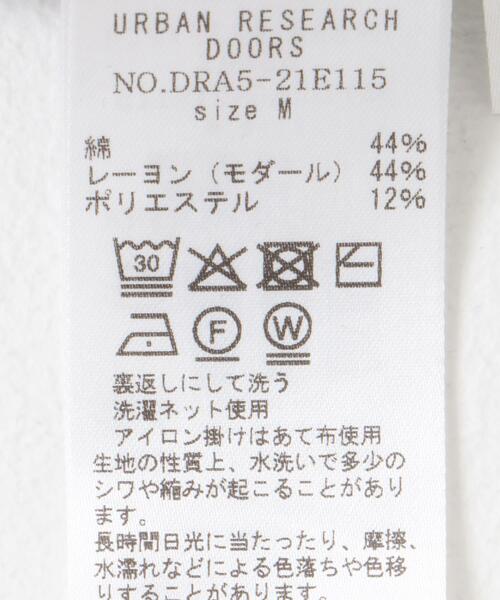 URBAN RESEARCH
DOORS
NO.DRA5-21E115
size M
綿 44%
レーヨン(モダール) 44%
ポリエステル 12%
30
F W
裏返しにして洗う
洗濯ネット使用
アイロン掛けはあて布使用
生地の性質上、水洗いで多少の
シワや縮みが起こることがあり
ます。
長時間日光に当たったり、摩擦、
水濡れなどによる色落ちや色移
りする場合がありますので